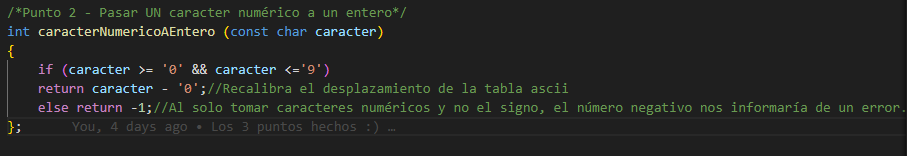 /*Punto 2 - Pasar UN caracter numérico a un entero*/
int caracterNumericoAEntero (const char caracter)
{
    if (caracter >= '0' && caracter <='9')
    return caracter - '0';//Recalibra el desplazamiento de la tabla ascii
    else return -1;//Al solo tomar caracteres numéricos y no el signo, el número negativo nos informaría de un error.
};      You, 4 days ago • Los 3 puntos hechos :) …